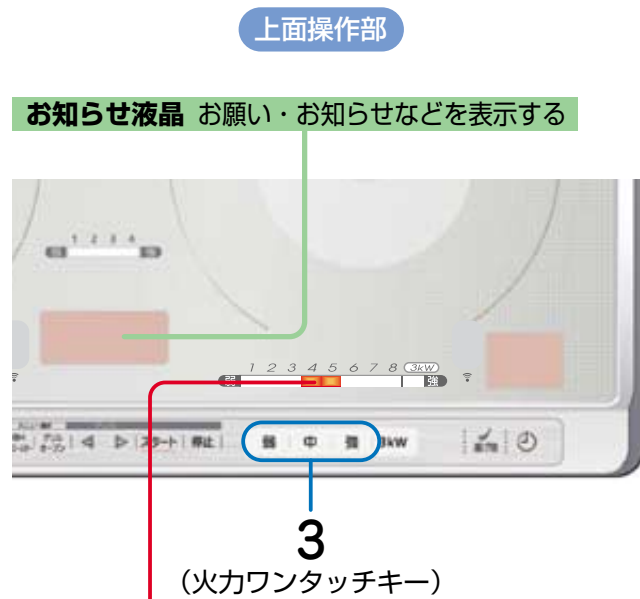 上面操作部
お知らせ液晶 お願い・お知らせなどを表示する
1 2 3 4
弱 強
1 2 3 4 5 6 7 8 3kW
弱 強
スタート 停止 弱 中 強 3kW
3
(火力ワンタッチキー)